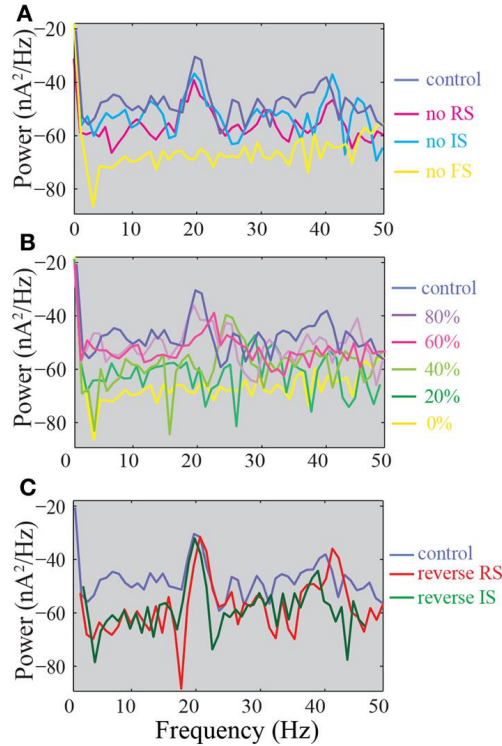 A
Power (nA²/Hz)
−20
−40
−60
−80
0 10 20 30 40 50
control
no RS
no IS
no FS
B
Power (nA²/Hz)
−20
−40
−60
−80
0 10 20 30 40 50
control
80%
60%
40%
20%
0%
C
Power (nA²/Hz)
−20
−40
−60
−80
0 10 20 30 40 50
control
reverse RS
reverse IS
Frequency (Hz)